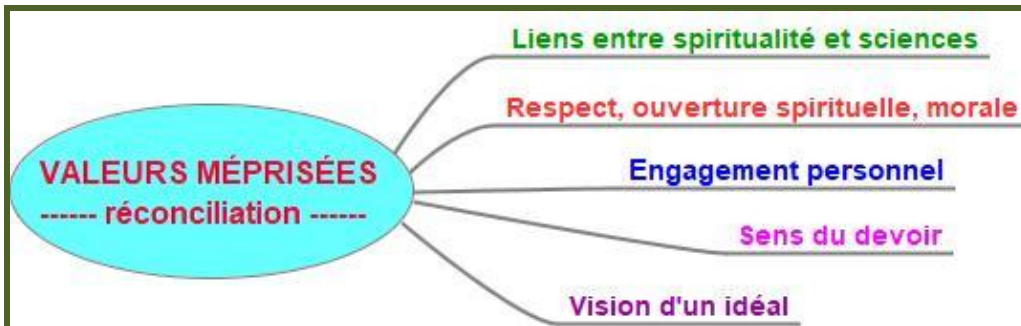 Liens entre spiritualité et sciences
Respect, ouverture spirituelle, morale
VALEURS MÉPRISÉES
------ réconciliation ------
Engagement personnel
Sens du devoir
Vision d'un idéal